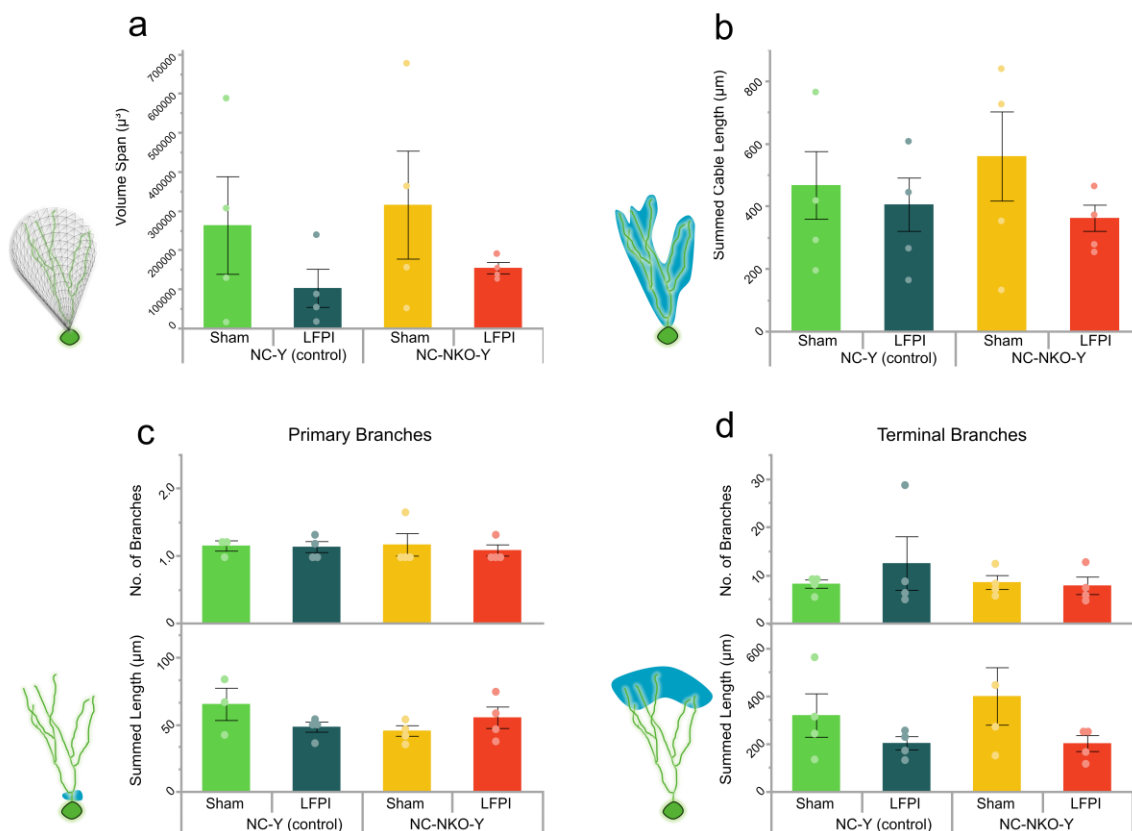 a
Volume Span (µ³)
700000
600000
500000
400000
300000
200000
100000
0
Sham LFPI Sham LFPI
NC-Y (control) NC-NKO-Y
b
Summed Cable Length (µm)
800
600
400
200
0
Sham LFPI Sham LFPI
NC-Y (control) NC-NKO-Y
c
Primary Branches
No. of Branches
2.0
1.0
0
Summed Length (µm)
100
50
0
Sham LFPI Sham LFPI
NC-Y (control) NC-NKO-Y
d
Terminal Branches
No. of Branches
30
20
10
0
Summed Length (µm)
600
400
200
0
Sham LFPI Sham LFPI
NC-Y (control) NC-NKO-Y